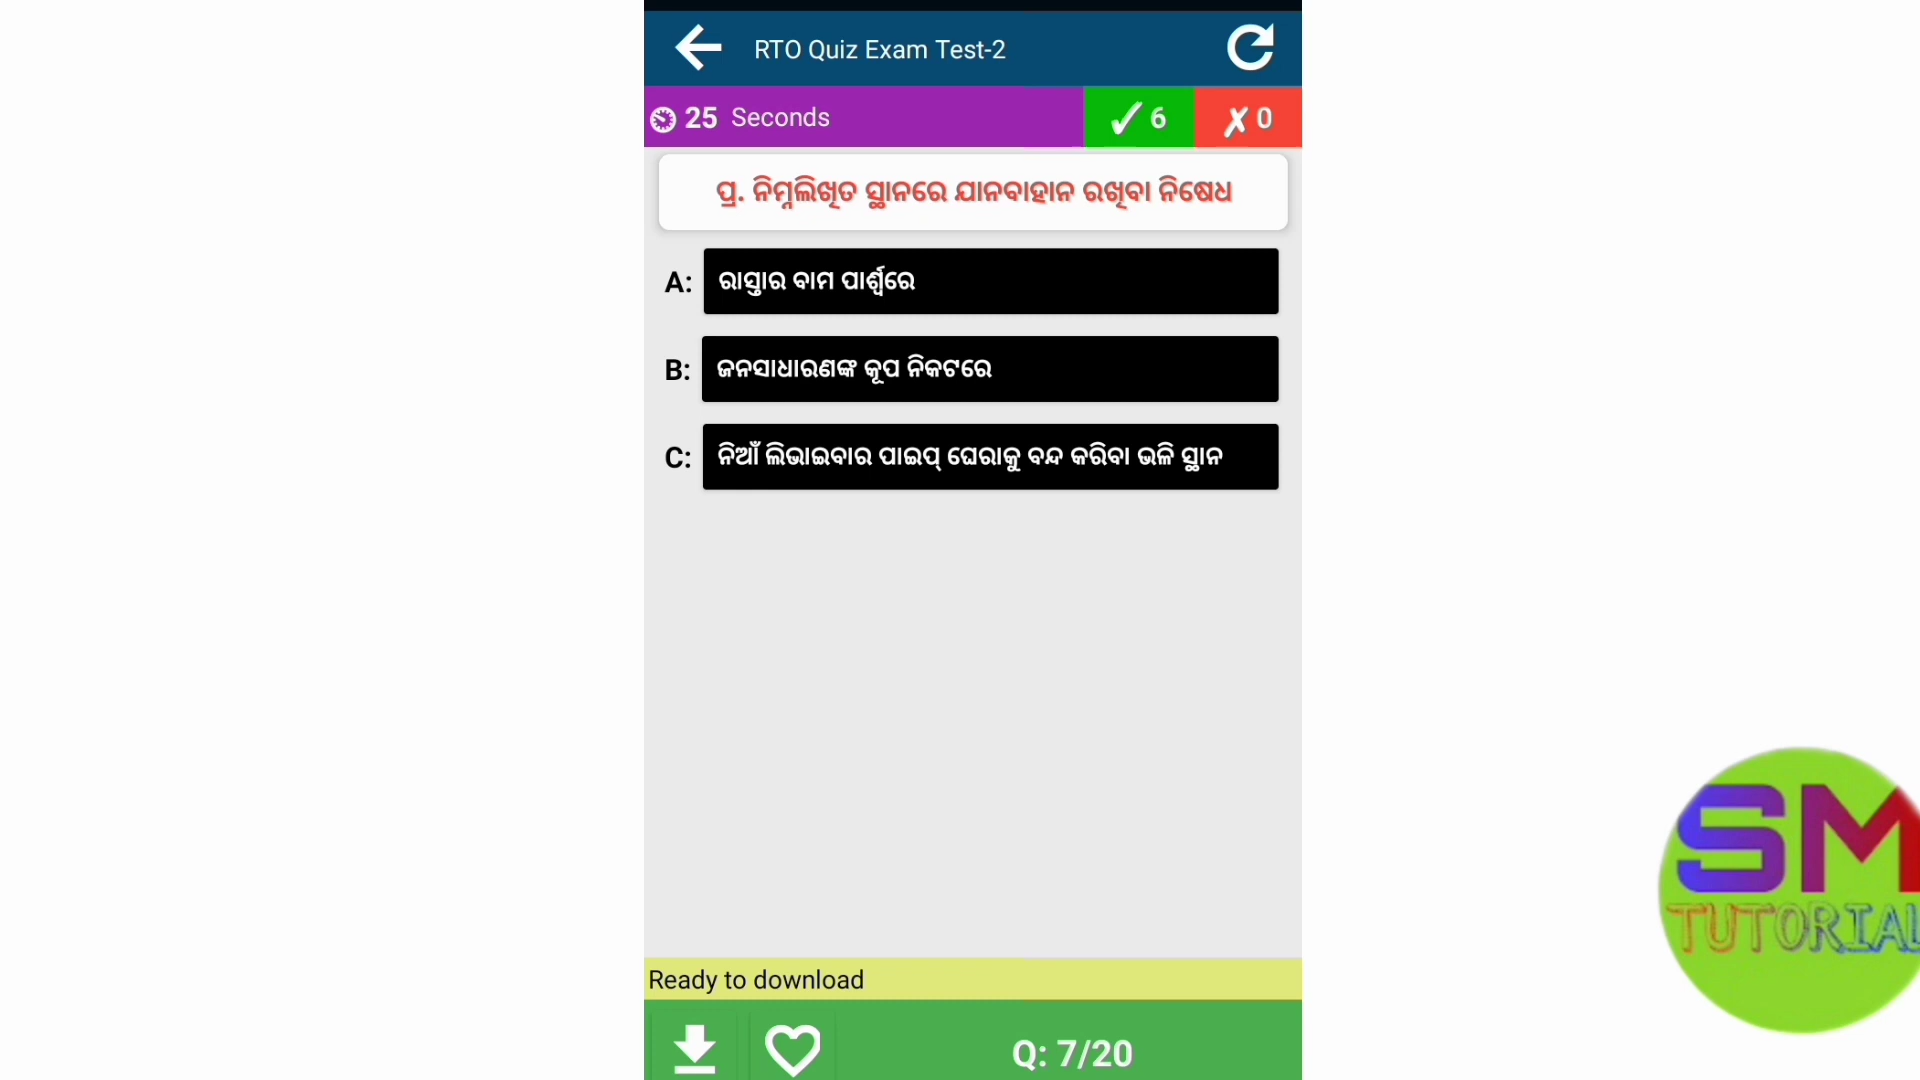 RTO Quiz Exam Test-2
25 Seconds
✓ 6
✗ 0
ପ୍ର. ନିମ୍ନଲିଖିତ ସ୍ଥାନରେ ଯାନବାହାନ ରଖିବା ନିଷେଧ
A: ରାସ୍ତାର ବାମ ପାର୍ଶ୍ଵରେ
B: ଜନସାଧାରଣଙ୍କ କୂପ ନିକଟରେ
C: ନିଆଁ ଲିଭାଇବାର ପାଇପ୍ ଘେରାକୁ ବନ୍ଦ କରିବା ଭଳି ସ୍ଥାନ
SM
TUTORIAL
Ready to download
Q: 7/20